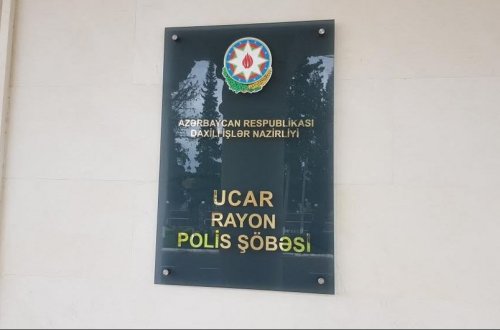 AZƏRBAYCAN RESPUBLİKASI
DAXİLİ İŞLƏR NAZİRLİYİ
UCAR
RAYON
POLİS ŞÖBƏSİ